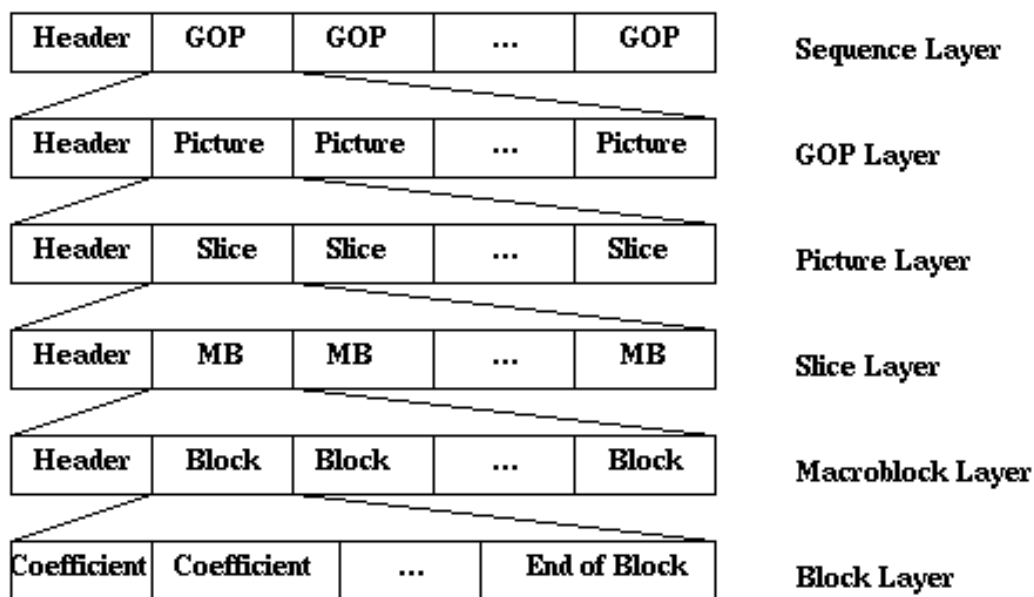 Header GOP GOP ... GOP Sequence Layer
Header Picture Picture ... Picture GOP Layer
Header Slice Slice ... Slice Picture Layer
Header MB MB ... MB Slice Layer
Header Block Block ... Block Macroblock Layer
Coefficient Coefficient ... End of Block Block Layer